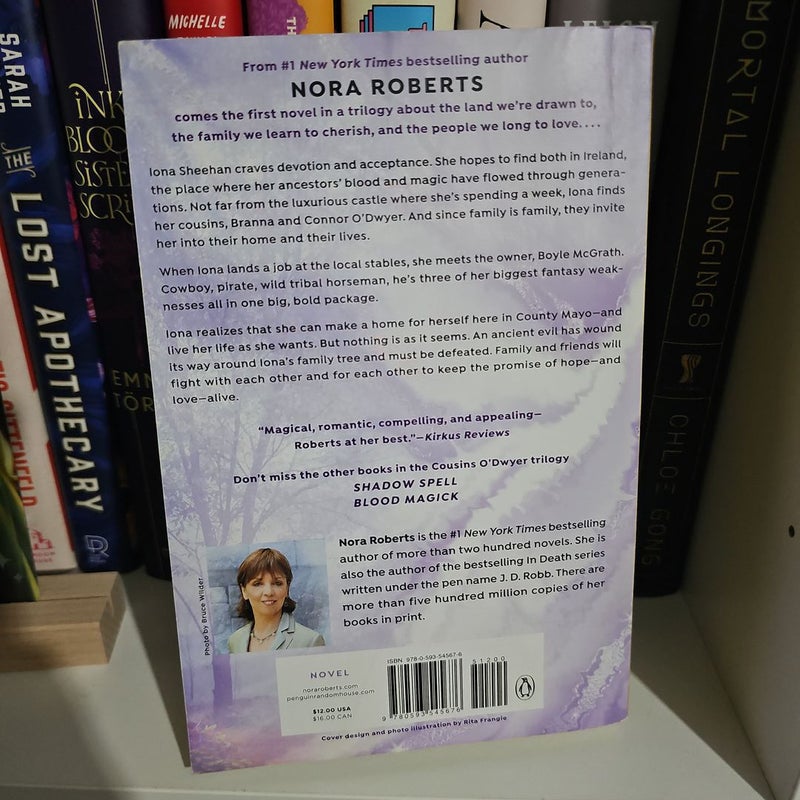 MICHELLE
TH
SARAH
THE
LOST APOTHECARY
INK
BLOOD
SISTE
SCRI
EMM
TÖR
From #1 New York Times bestselling author
NORA ROBERTS
comes the first novel in a trilogy about the land we're drawn to,
the family we learn to cherish, and the people we long to love....
Iona Sheehan craves devotion and acceptance. She hopes to find both in Ireland,
the place where her ancestors' blood and magic have flowed through genera-
tions. Not far from the luxurious castle where she's spending a week, Iona finds
her cousins, Branna and Connor O'Dwyer. And since family is family, they invite
her into their home and their lives.
When Iona lands a job at the local stables, she meets the owner, Boyle McGrath.
Cowboy, pirate, wild tribal horseman, he's three of her biggest fantasy weak-
nesses all in one big, bold package.
Iona realizes that she can make a home for herself here in County Mayo—and
live her life as she wants. But nothing is as it seems. An ancient evil has wound
its way around Iona's family tree and must be defeated. Family and friends will
fight with each other and for each other to keep the promise of hope—and
love—alive.
"Magical, romantic, compelling, and appealing—
Roberts at her best."—Kirkus Reviews
Don't miss the other books in the Cousins O'Dwyer trilogy
SHADOW SPELL
BLOOD MAGICK
Nora Roberts is the #1 New York Times bestselling
author of more than two hundred novels. She is
also the author of the bestselling In Death series
written under the pen name J. D. Robb. There are
more than five hundred million copies of her
books in print.
Photo by Bruce Wilder
NOVEL
noraroberts.com
penguinrandomhouse.com
$12.00 USA
$16.00 CAN
ISBN 978-0-593-54567-6
51200
9 780593 545676
Cover design and photo illustration by Rita Frangie
MORTAL LONGINGS
CHLOE GONG